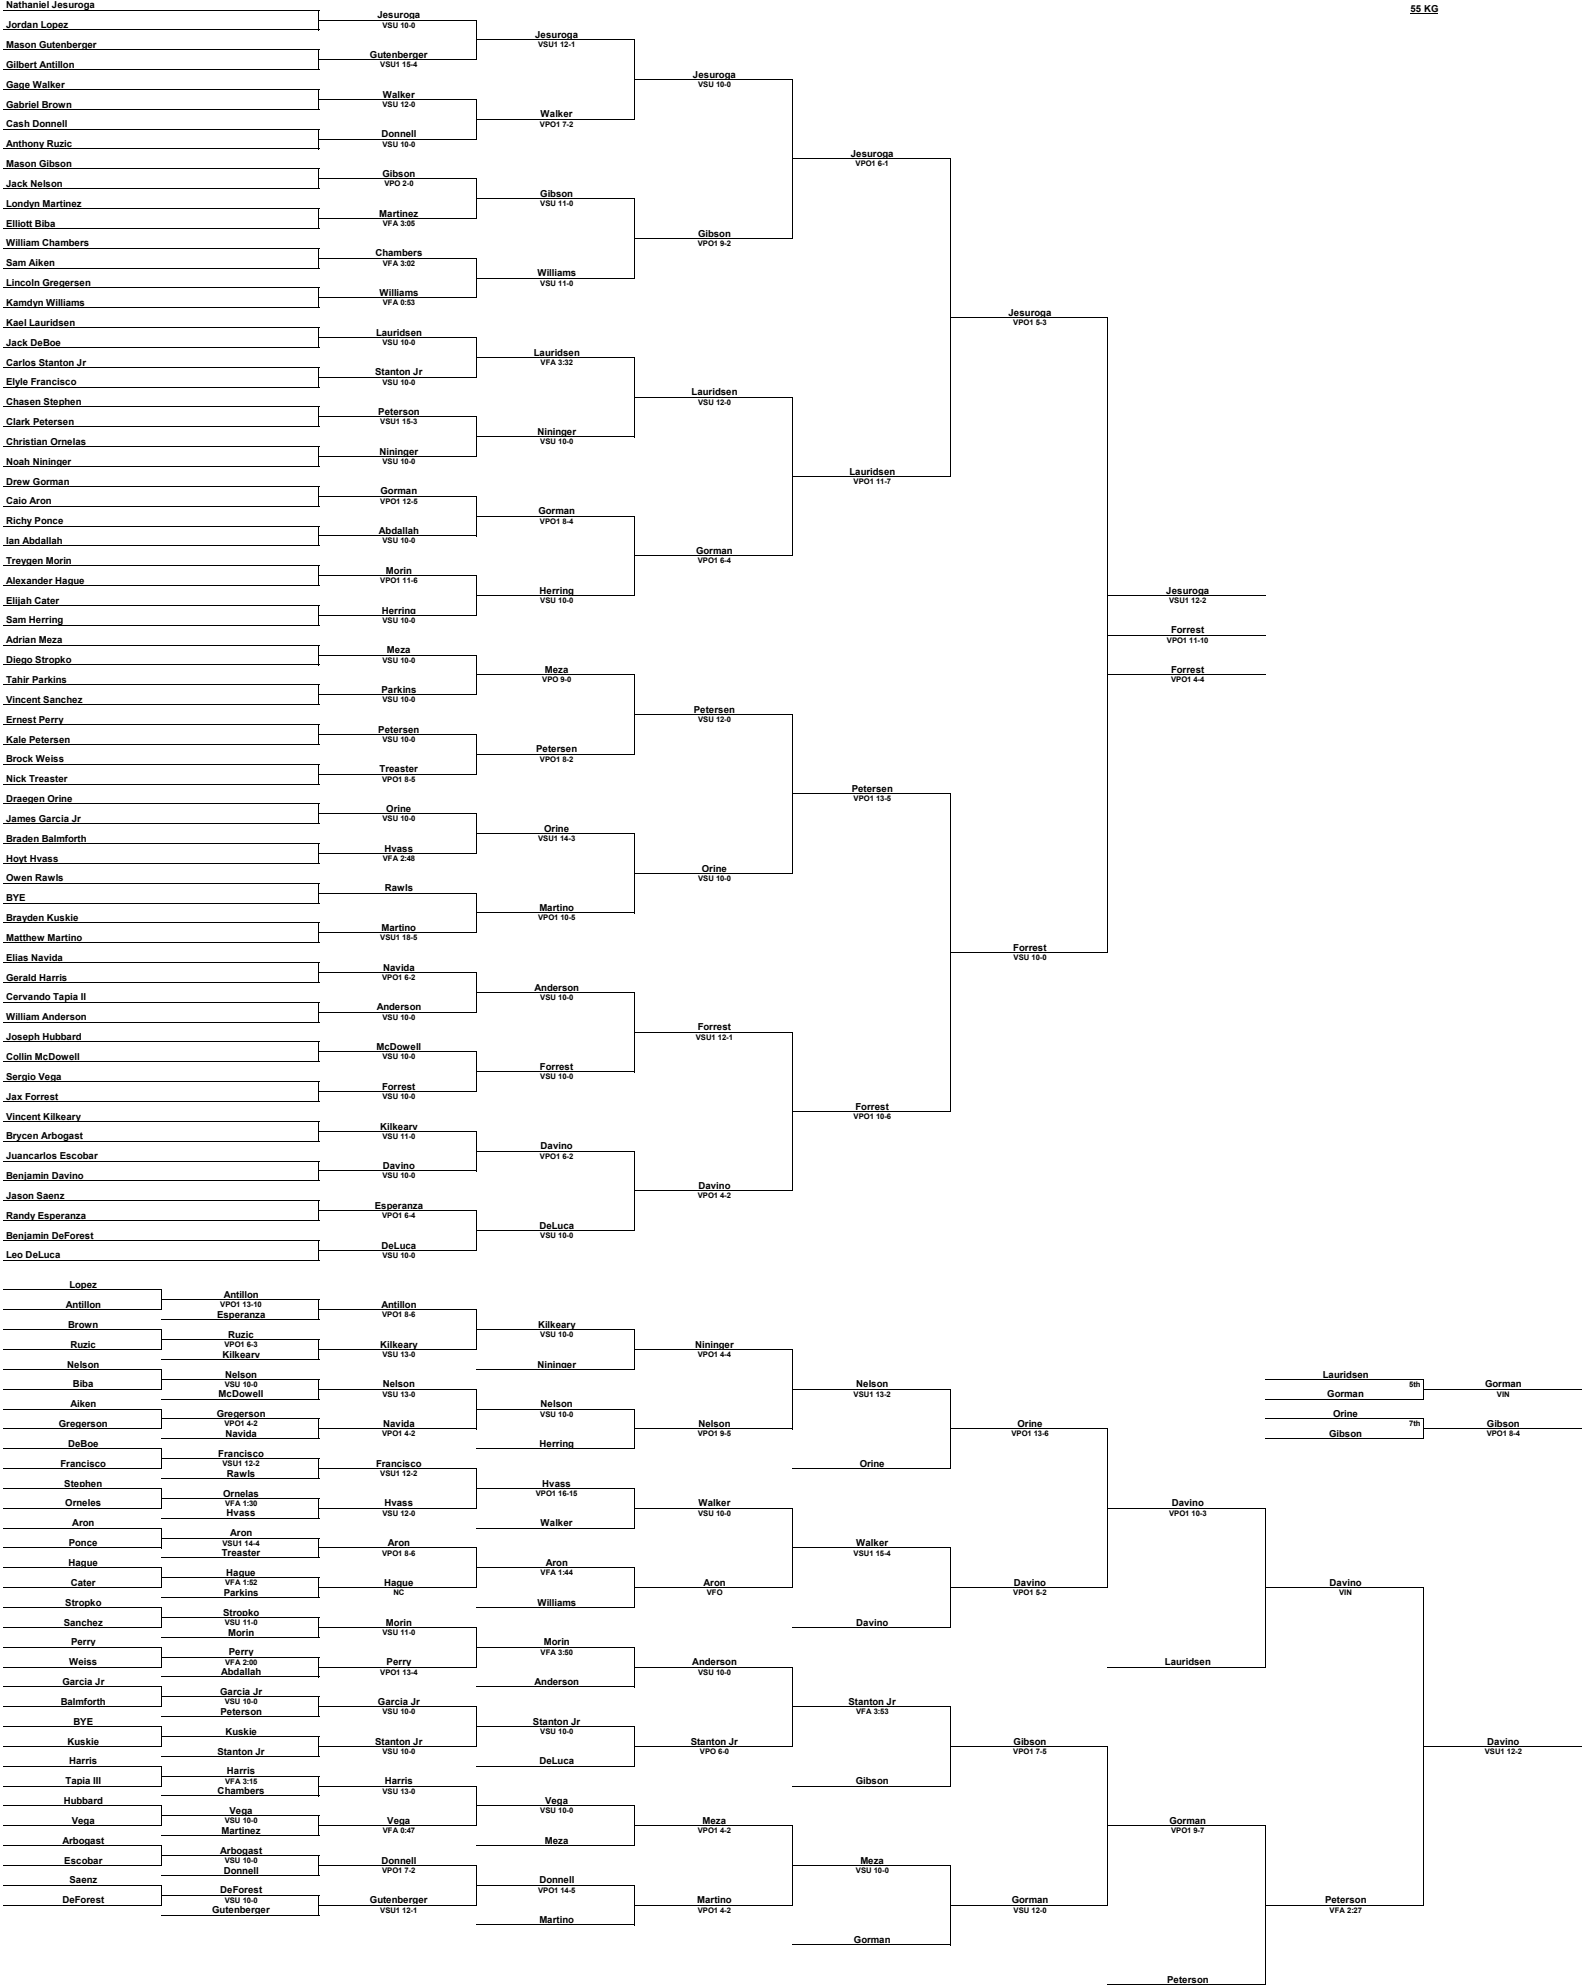 55 KG
Nathaniel Jesuroga
Jordan Lopez
Mason Gutenberger
Gilbert Antillon
Gage Walker
Gabriel Brown
Cash Donnell
Anthony Ruzic
Mason Gibson
Jack Nelson
Londyn Martinez
Elliott Biba
William Chambers
Sam Aiken
Lincoln Gregersen
Kamdyn Williams
Kael Lauridsen
Jack DeBoe
Carlos Stanton Jr
Elyle Francisco
Chasen Stephen
Clark Petersen
Christian Ornelas
Noah Nininger
Drew Gorman
Caio Aron
Richy Ponce
Ian Abdallah
Treygen Morin
Alexander Hague
Elijah Cater
Sam Herring
Adrian Meza
Diego Stropko
Tahir Parkins
Vincent Sanchez
Ernest Perry
Kale Petersen
Brock Weiss
Nick Treaster
Draegen Orine
James Garcia Jr
Braden Balmforth
Hoyt Hvass
Owen Rawls
BYE
Brayden Kuskie
Matthew Martino
Elias Navida
Gerald Harris
Cervando Tapia II
William Anderson
Joseph Hubbard
Collin McDowell
Sergio Vega
Jax Forrest
Vincent Kilkeary
Brycen Arbogast
Juancarlos Escobar
Benjamin Davino
Jason Saenz
Randy Esperanza
Benjamin DeForest
Leo DeLuca
Jesuroga
VSU 10-0
Gutenberger
VSU1 15-4
Walker
VSU 12-0
Donnell
VSU 10-0
Gibson
VPO 2-0
Martinez
VFA 3:05
Chambers
VFA 3:02
Williams
VFA 0:53
Lauridsen
VSU 10-0
Stanton Jr
VSU 10-0
Peterson
VSU1 15-3
Nininger
VSU 10-0
Gorman
VPO1 12-5
Abdallah
VSU 10-0
Morin
VPO1 11-6
Herring
VSU 10-0
Meza
VSU 10-0
Parkins
VSU 10-0
Petersen
VSU 10-0
Treaster
VPO1 8-5
Orine
VSU 10-0
Hvass
VFA 2:48
Rawls
Martino
VSU1 18-5
Navida
VPO1 6-2
Anderson
VSU 10-0
McDowell
VSU 10-0
Forrest
VSU 10-0
Kilkeary
VSU 11-0
Davino
VSU 10-0
Esperanza
VPO1 6-4
DeLuca
VSU 10-0
Jesuroga
VSU1 12-1
Walker
VPO1 7-2
Gibson
VSU 11-0
Williams
VSU 11-0
Lauridsen
VFA 3:32
Nininger
VSU 10-0
Gorman
VPO1 8-4
Herring
VSU 10-0
Meza
VPO 9-0
Petersen
VPO1 8-2
Orine
VSU1 14-3
Martino
VPO1 10-5
Anderson
VSU 10-0
Forrest
VSU 10-0
Davino
VPO1 6-2
DeLuca
VSU 10-0
Jesuroga
VSU 10-0
Gibson
VPO1 9-2
Lauridsen
VSU 12-0
Gorman
VPO1 6-4
Petersen
VSU 12-0
Orine
VSU 10-0
Forrest
VSU1 12-1
Davino
VPO1 4-2
Jesuroga
VPO1 6-1
Lauridsen
VPO1 11-7
Petersen
VPO1 13-5
Forrest
VPO1 10-6
Jesuroga
VPO1 5-3
Forrest
VSU 10-0
Jesuroga
VSU1 12-2
Forrest
VPO1 11-10
Forrest
VPO1 4-4
Lopez
Antillon
Brown
Ruzic
Nelson
Biba
Aiken
Gregerson
DeBoe
Francisco
Stephen
Orneles
Aron
Ponce
Hague
Cater
Stropko
Sanchez
Perry
Weiss
Garcia Jr
Balmforth
BYE
Kuskie
Harris
Tapia III
Hubbard
Vega
Arbogast
Escobar
Saenz
DeForest
Antillon
VPO1 13-10
Esperanza
Ruzic
VPO1 6-3
Kilkeary
Nelson
VSU 10-0
McDowell
Gregerson
VPO1 4-2
Navida
Francisco
VSU1 12-2
Rawls
Ornelas
VFA 1:30
Hvass
Aron
VSU1 14-4
Treaster
Hague
VFA 1:52
Parkins
Stropko
VSU 11-0
Morin
Perry
VFA 2:00
Abdallah
Garcia Jr
VSU 10-0
Peterson
Kuskie
Stanton Jr
Harris
VFA 3:15
Chambers
Vega
VSU 10-0
Martinez
Arbogast
VSU 10-0
Donnell
DeForest
VSU 10-0
Gutenberger
Antillon
VPO1 8-6
Kilkeary
VSU 13-0
Nelson
VSU 13-0
Navida
VPO1 4-2
Francisco
VSU1 12-2
Hvass
VSU 12-0
Aron
VPO1 8-6
Hague
NC
Morin
VSU 11-0
Perry
VPO1 13-4
Garcia Jr
VSU 10-0
Stanton Jr
VSU 10-0
Harris
VSU 13-0
Vega
VFA 0:47
Donnell
VPO1 7-2
Gutenberger
VSU1 12-1
Kilkeary
VSU 10-0
Nininger
Nelson
VSU 10-0
Herring
Hvass
VPO1 16-15
Walker
Aron
VFA 1:44
Williams
Morin
VFA 3:50
Anderson
Stanton Jr
VSU 10-0
DeLuca
Vega
VSU 10-0
Meza
Donnell
VPO1 14-5
Martino
Nininger
VPO1 4-4
Nelson
VPO1 9-5
Walker
VSU 10-0
Aron
VFO
Anderson
VSU 10-0
Stanton Jr
VPO 6-0
Meza
VPO1 4-2
Martino
VPO1 4-2
Nelson
VSU1 13-2
Orine
Walker
VSU1 15-4
Davino
Stanton Jr
VFA 3:53
Gibson
Meza
VSU 10-0
Gorman
Orine
VPO1 13-6
Davino
VPO1 5-2
Gibson
VPO1 7-5
Gorman
VSU 12-0
Davino
VPO1 10-3
Lauridsen
Gorman
VPO1 9-7
Peterson
Lauridsen
5th
Gorman
Orine
7th
Gibson
Davino
VIN
Peterson
VFA 2:27
Gorman
VIN
Gibson
VPO1 8-4
Davino
VSU1 12-2